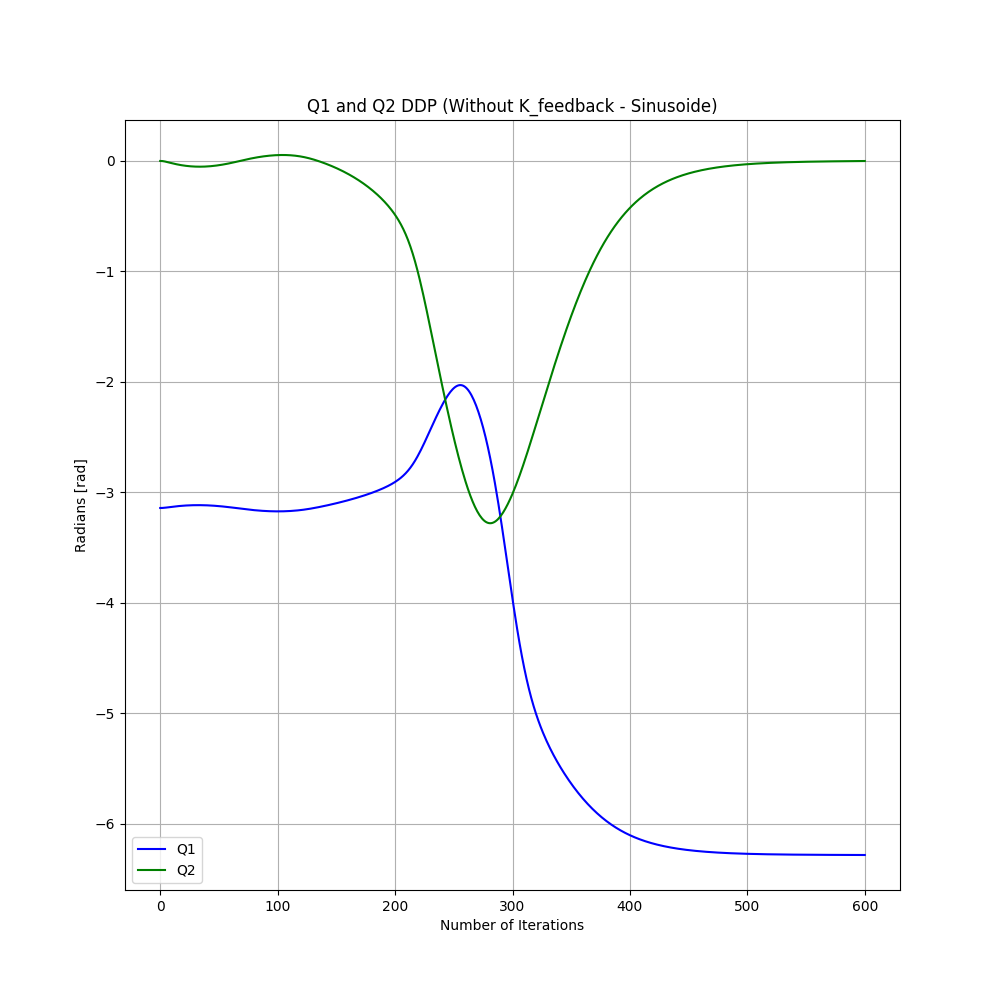 Q1 and Q2 DDP (Without K_feedback - Sinusoide)
0
−1
−2
−3
−4
−5
−6
Radians [rad]
Q1
Q2
0 100 200 300 400 500 600
Number of Iterations